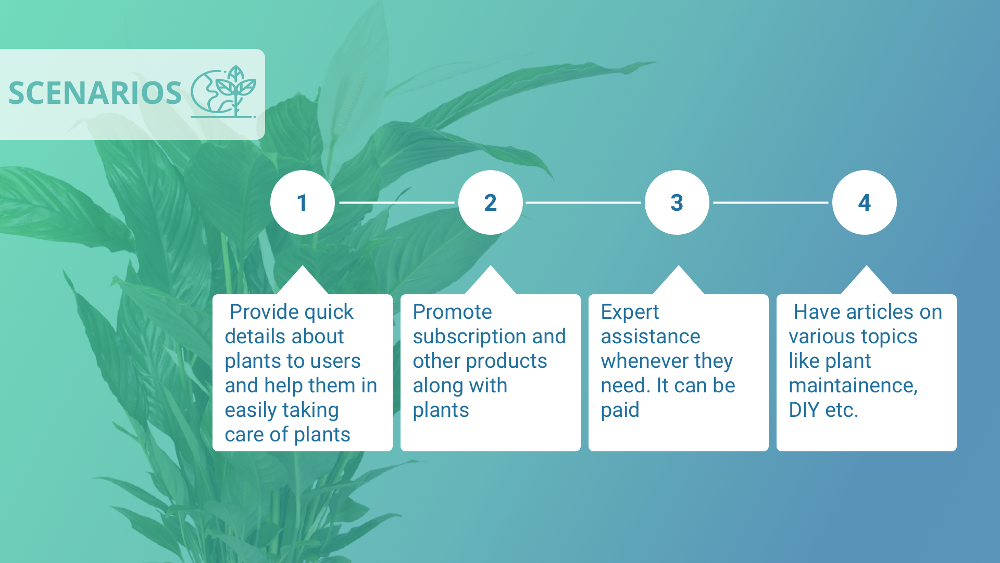 SCENARIOS
1
2
3
4
Provide quick
details about
plants to users
and help them in
easily taking
care of plants
Promote
subscription and
other products
along with
plants
Expert
assistance
whenever they
need. It can be
paid
Have articles on
various topics
like plant
maintainence,
DIY etc.